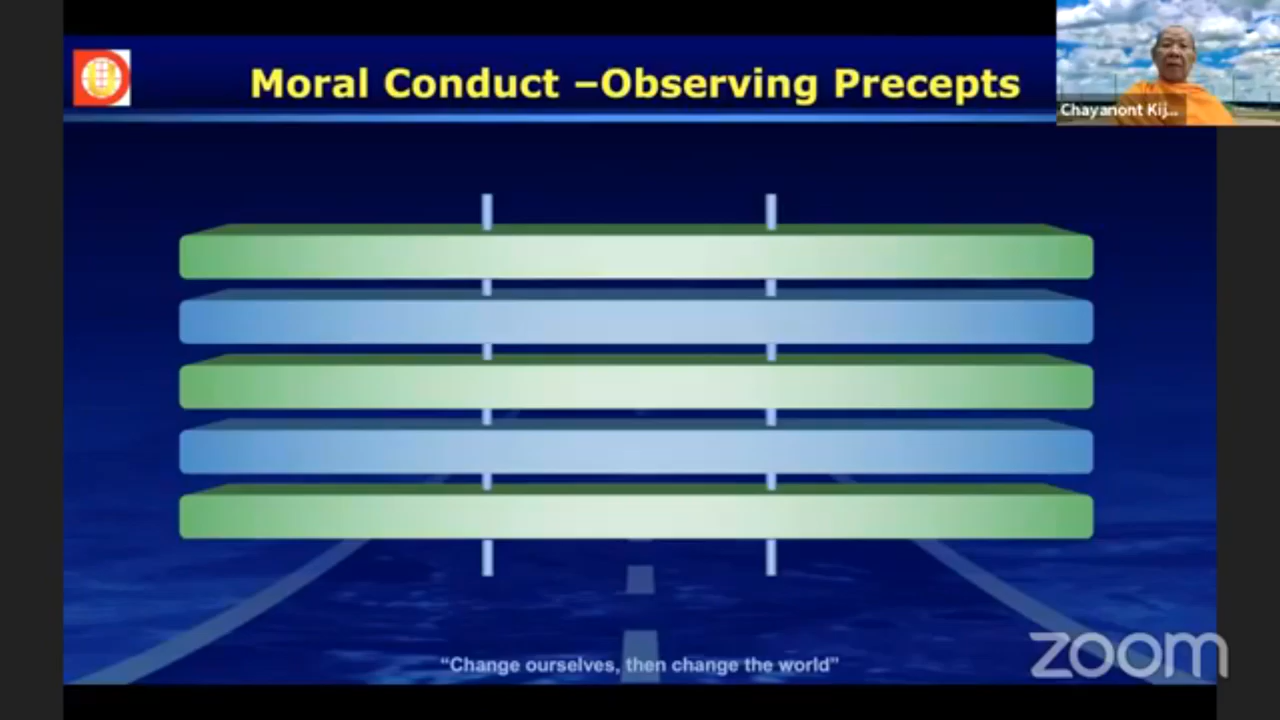 Moral Conduct –Observing Precepts
Chayanont Kij...
“Change ourselves, then change the world”
zoom